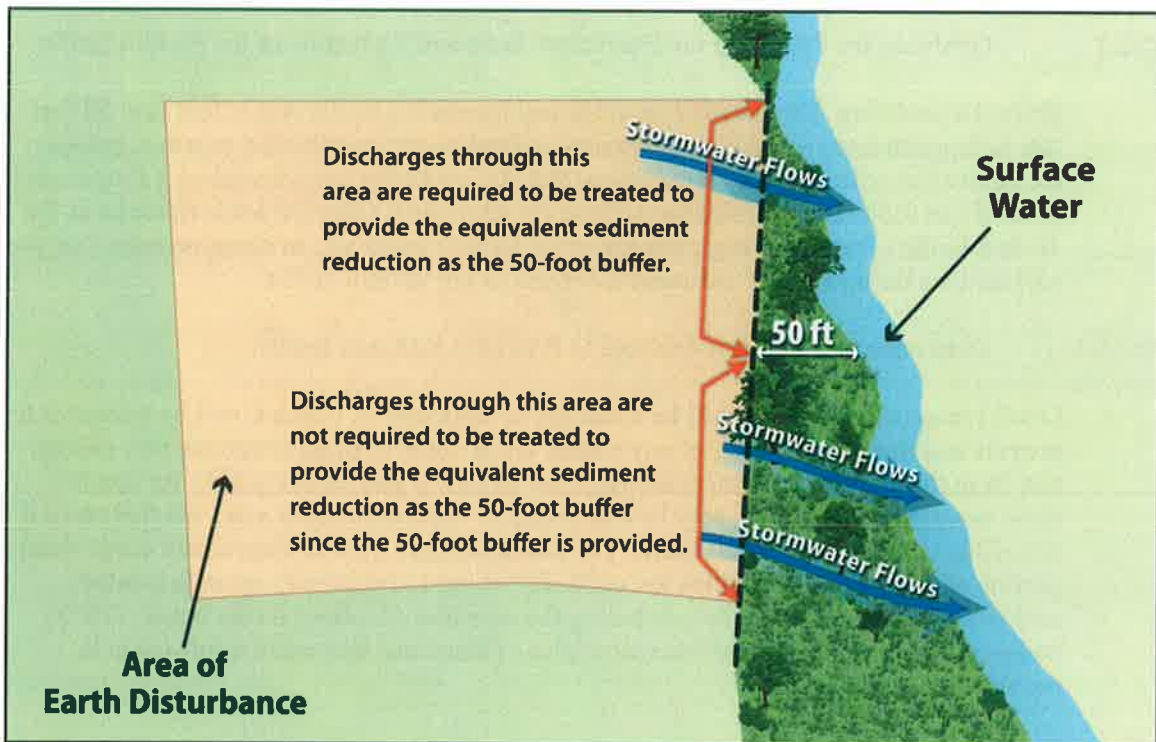 Discharges through this
area are required to be treated to
provide the equivalent sediment
reduction as the 50-foot buffer.
Stormwater Flows
Surface
Water
50 ft
Discharges through this area are
not required to be treated to
provide the equivalent sediment
reduction as the 50-foot buffer
since the 50-foot buffer is provided.
Stormwater Flows
Stormwater Flows
Area of
Earth Disturbance